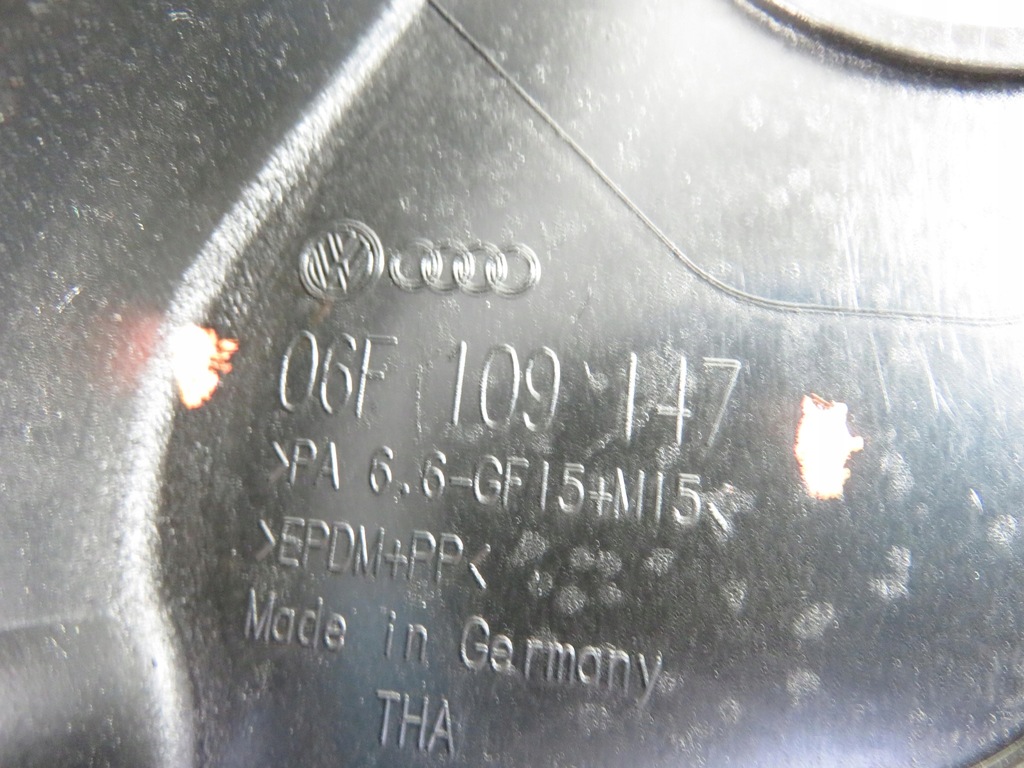 06F 109 147
>PA 6.6-GF15+M15<
>EPDM+PP<
Made in Germany
THA